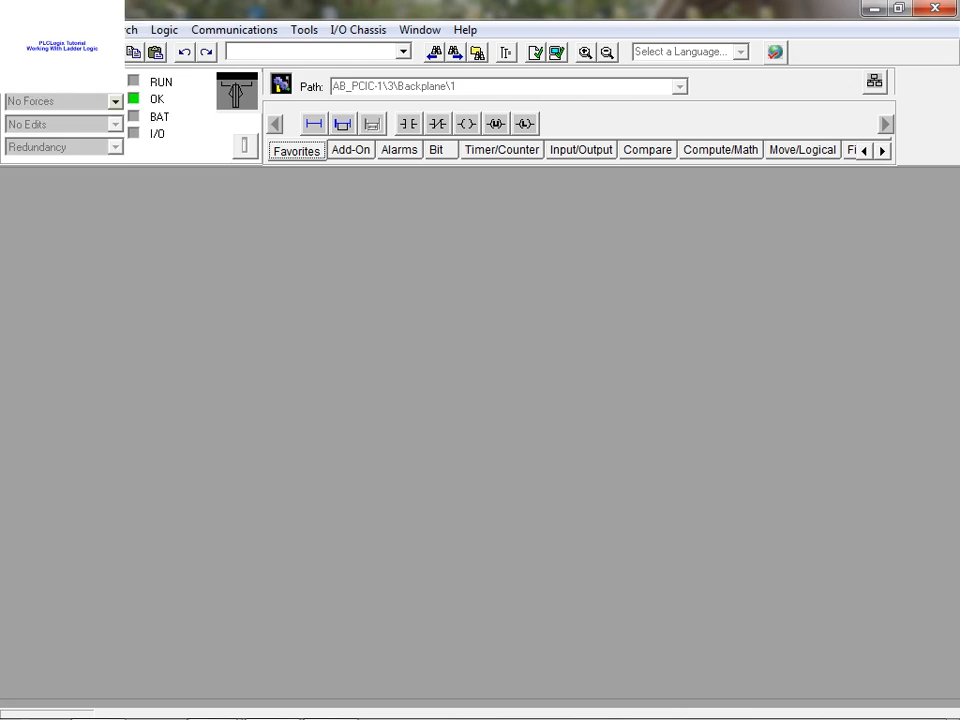 PLCLogix Tutorial
Working With Ladder Logic
rch Logic Communications Tools I/O Chassis Window Help
Select a Language...
No Forces
No Edits
Redundancy
RUN
OK
BAT
I/O
Path: AB_PCIC-1\3\Backplane\1
Favorites Add-On Alarms Bit Timer/Counter Input/Output Compare Compute/Math Move/Logical Fi